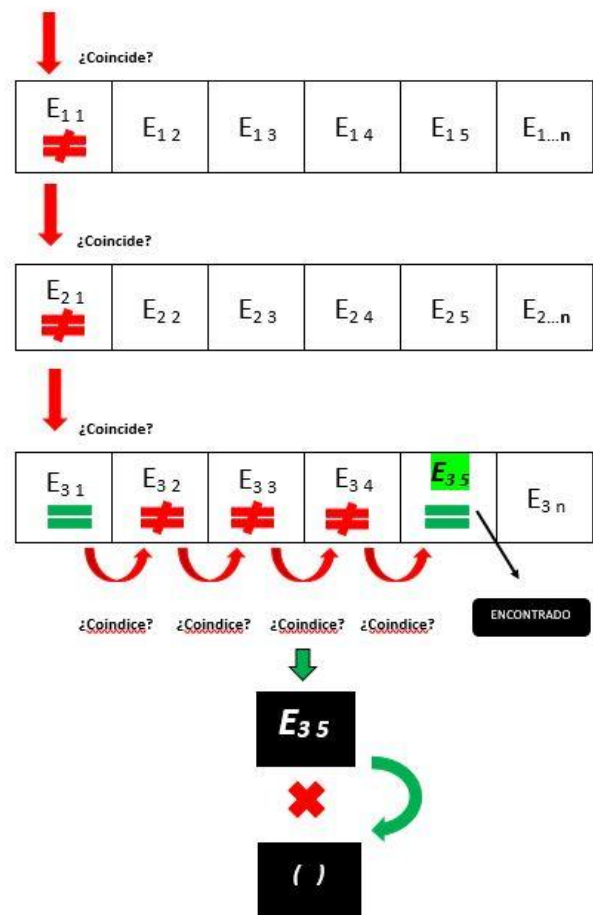 ¿Coincide?
E1 1 E1 2 E1 3 E1 4 E1 5 E1...n
≠
¿Coincide?
E2 1 E2 2 E2 3 E2 4 E2 5 E2...n
≠
¿Coincide?
E3 1 E3 2 E3 3 E3 4 E3 5 E3 n
= ≠ ≠ ≠ =
¿Coindice? ¿Coindice? ¿Coindice? ¿Coindice? ENCONTRADO
E3 5
( )